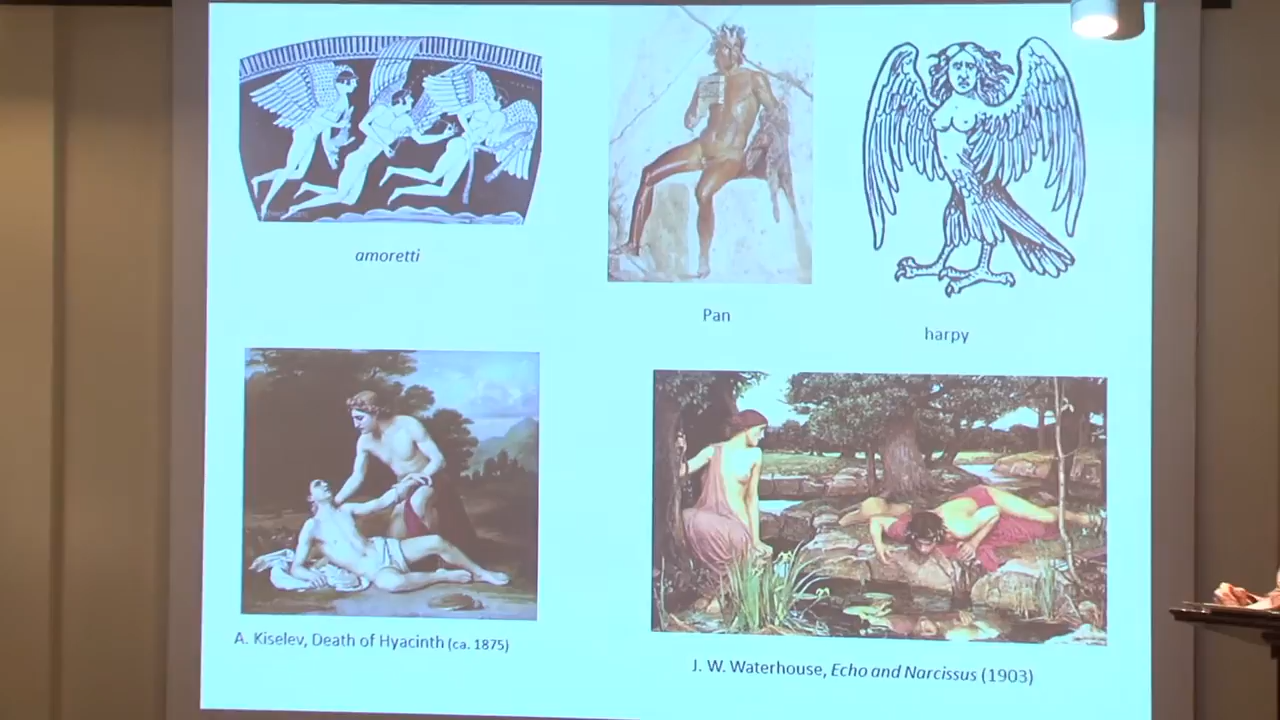 amoretti
Pan
harpy
A. Kiselev, Death of Hyacinth (ca. 1875)
J. W. Waterhouse, Echo and Narcissus (1903)